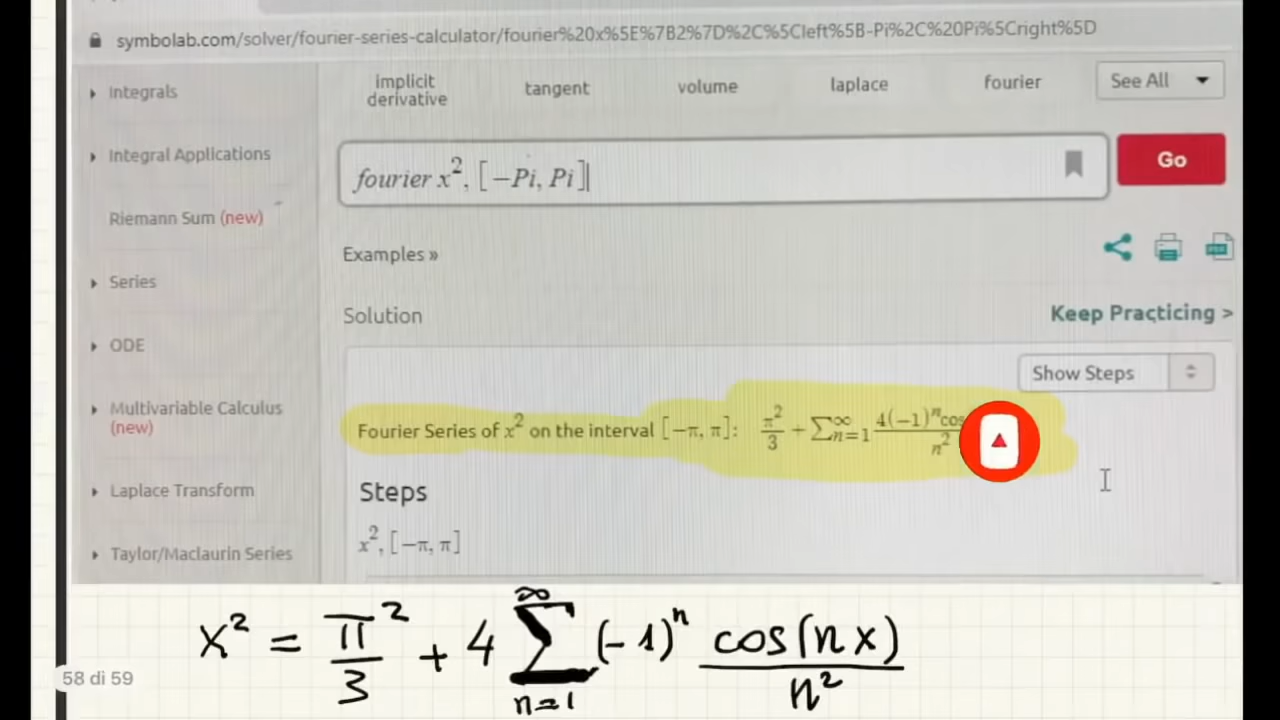 symbolab.com/solver/fourier-series-calculator/fourier%20x%5E%7B2%7D%2C%5Cleft%5B-Pi%2C%20Pi%5Cright%5D
implicit derivative tangent volume laplace fourier See All
Integrals
Integral Applications
Riemann Sum (new)
Series
ODE
Multivariable Calculus
(new)
Laplace Transform
Taylor/Maclaurin Series
fourier x², [−Pi, Pi]
Go
Examples »
Solution
Keep Practicing >
Show Steps
Fourier Series of x² on the interval [−π, π]: π²/3 + ∑n=1∞ 4(−1)ⁿcos/n²
Steps
x², [−π, π]
x² = π²/3 + 4 ∑n=1∞ (-1)ⁿ cos(nx)/n²
58 di 59